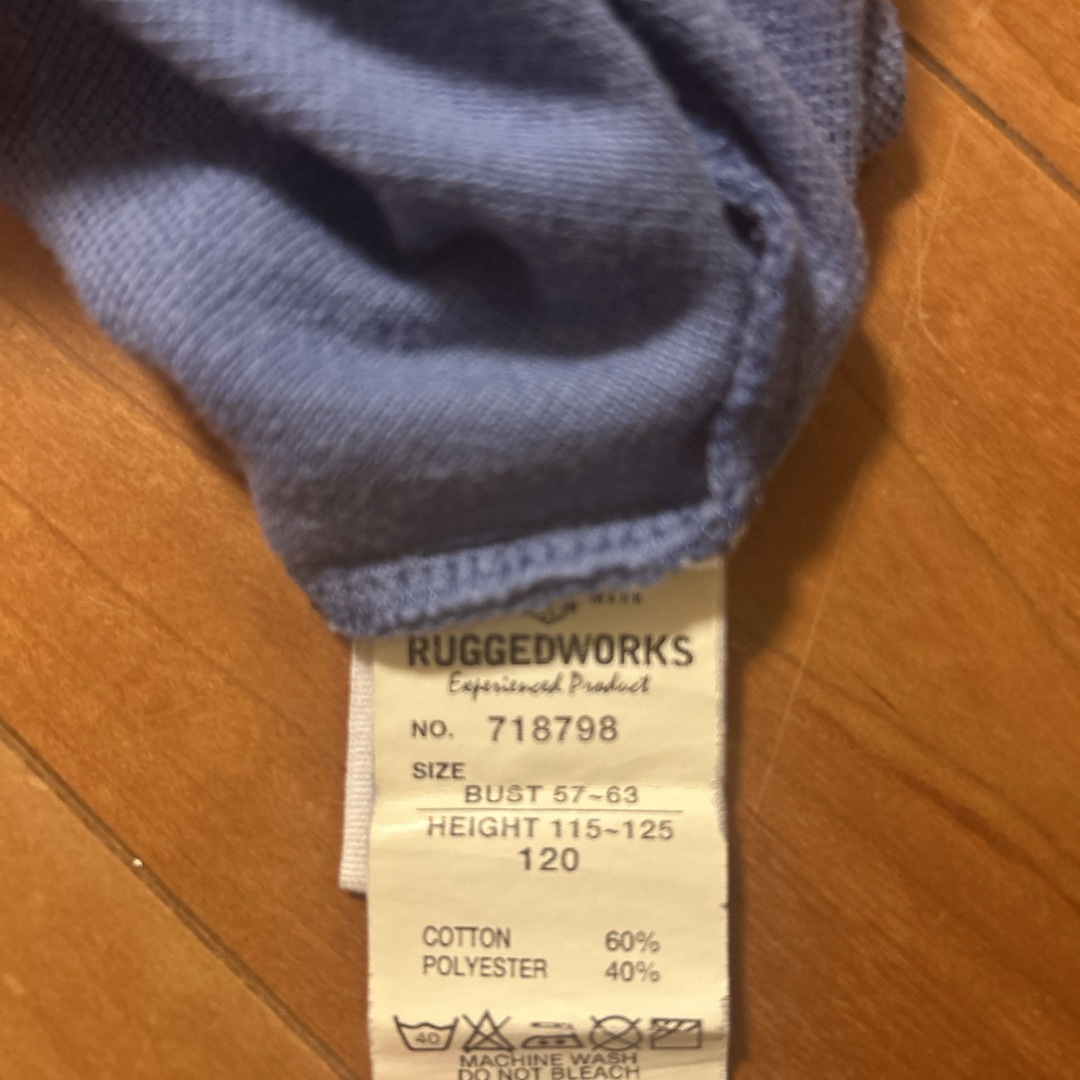 MARK
RUGGEDWORKS
Experienced Product
NO. 718798
SIZE
BUST 57~63
HEIGHT 115~125
120
COTTON 60%
POLYESTER 40%
40
MACHINE WASH
DO NOT BLEACH